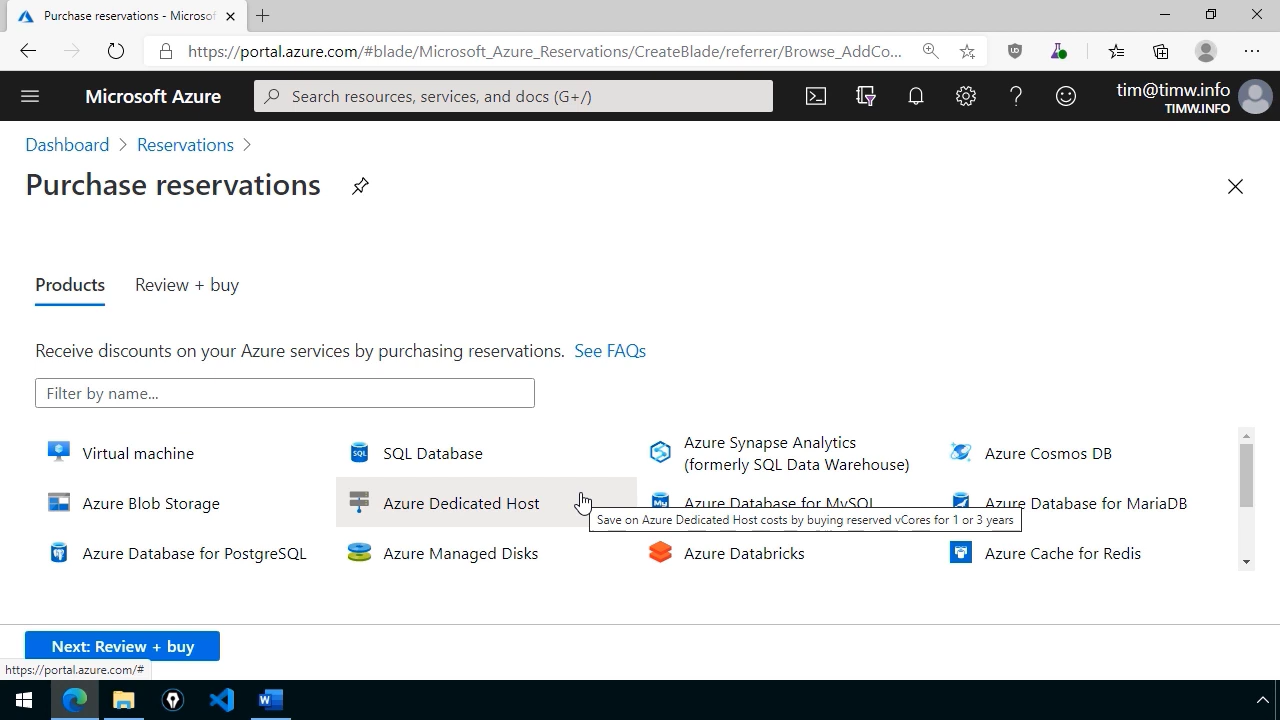 Purchase reservations - Microsof
https://portal.azure.com/#blade/Microsoft_Azure_Reservations/CreateBlade/referrer/Browse_AddCo...
Microsoft Azure
Search resources, services, and docs (G+/)
tim@timw.info
TIMW.INFO
Dashboard
Reservations
Purchase reservations
Products
Review + buy
Receive discounts on your Azure services by purchasing reservations. See FAQs
Filter by name...
Virtual machine
SQL Database
Azure Synapse Analytics
(formerly SQL Data Warehouse)
Azure Cosmos DB
Azure Blob Storage
Azure Dedicated Host
Azure Database for MySQL
Azure Database for MariaDB
Save on Azure Dedicated Host costs by buying reserved vCores for 1 or 3 years
Azure Database for PostgreSQL
Azure Managed Disks
Azure Databricks
Azure Cache for Redis
Next: Review + buy
https://portal.azure.com/#